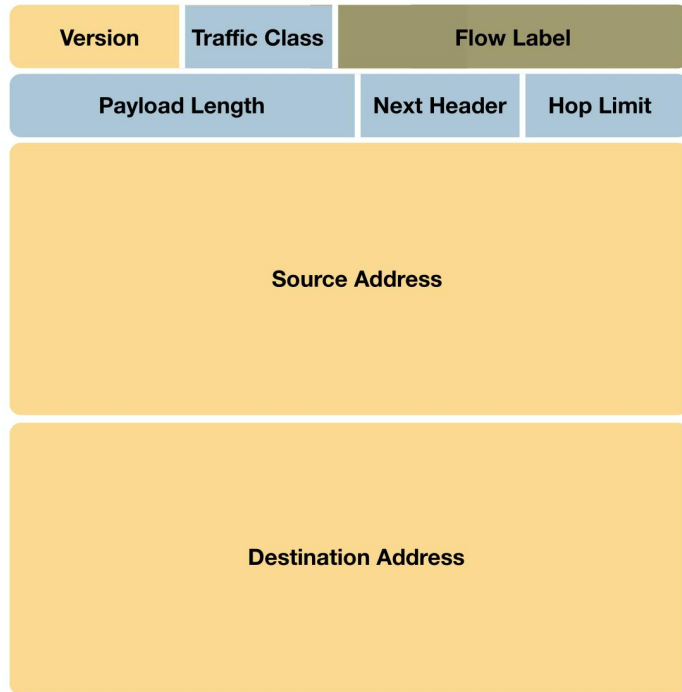 Version Traffic Class Flow Label
Payload Length Next Header Hop Limit
Source Address
Destination Address